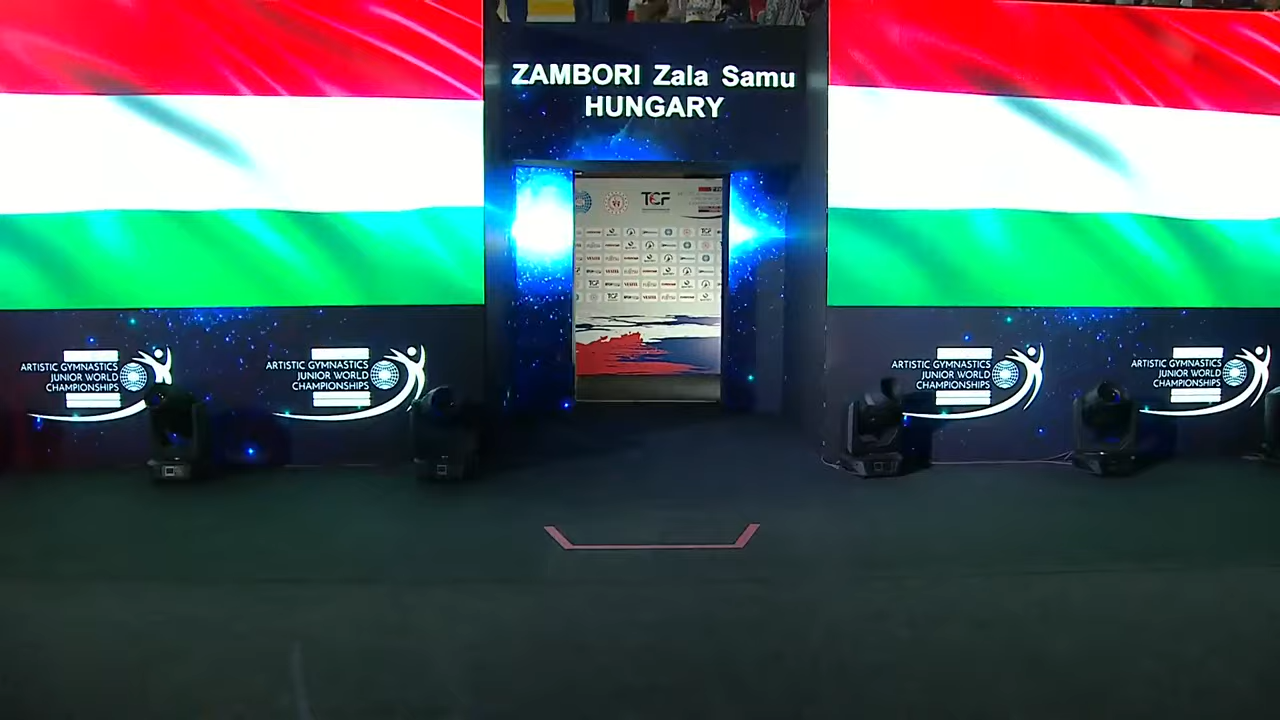 ZAMBORI Zala Samu
HUNGARY
TCF
ARTISTIC GYMNASTICS
JUNIOR WORLD
CHAMPIONSHIPS
ARTISTIC GYMNASTICS
JUNIOR WORLD
CHAMPIONSHIPS
ARTISTIC GYMNASTICS
JUNIOR WORLD
CHAMPIONSHIPS
ARTISTIC GYMNASTICS
JUNIOR WORLD
CHAMPIONSHIPS